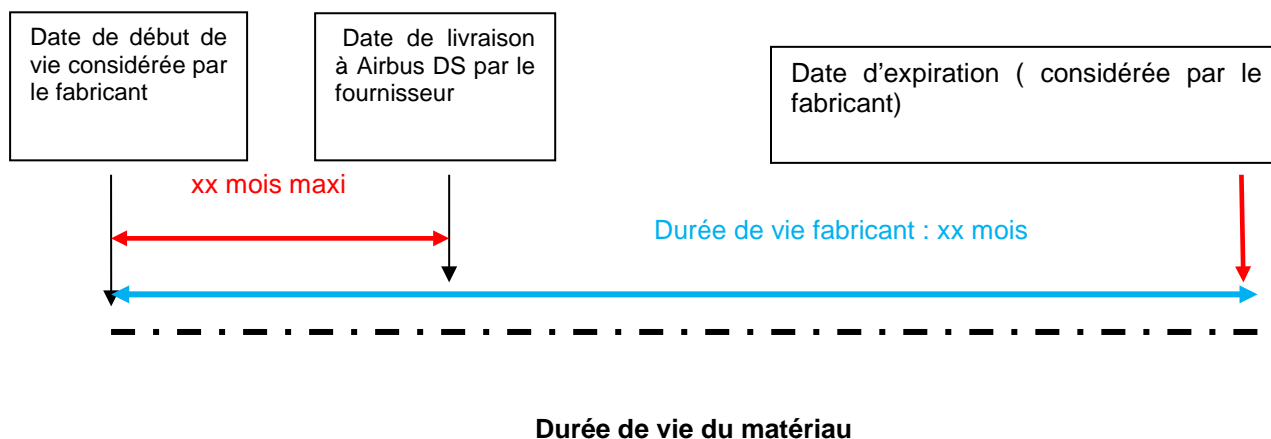 Date de début de
vie considérée par
le fabricant
Date de livraison
à Airbus DS par le
fournisseur
Date d’expiration ( considérée par le
fabricant)
xx mois maxi
Durée de vie fabricant : xx mois
Durée de vie du matériau